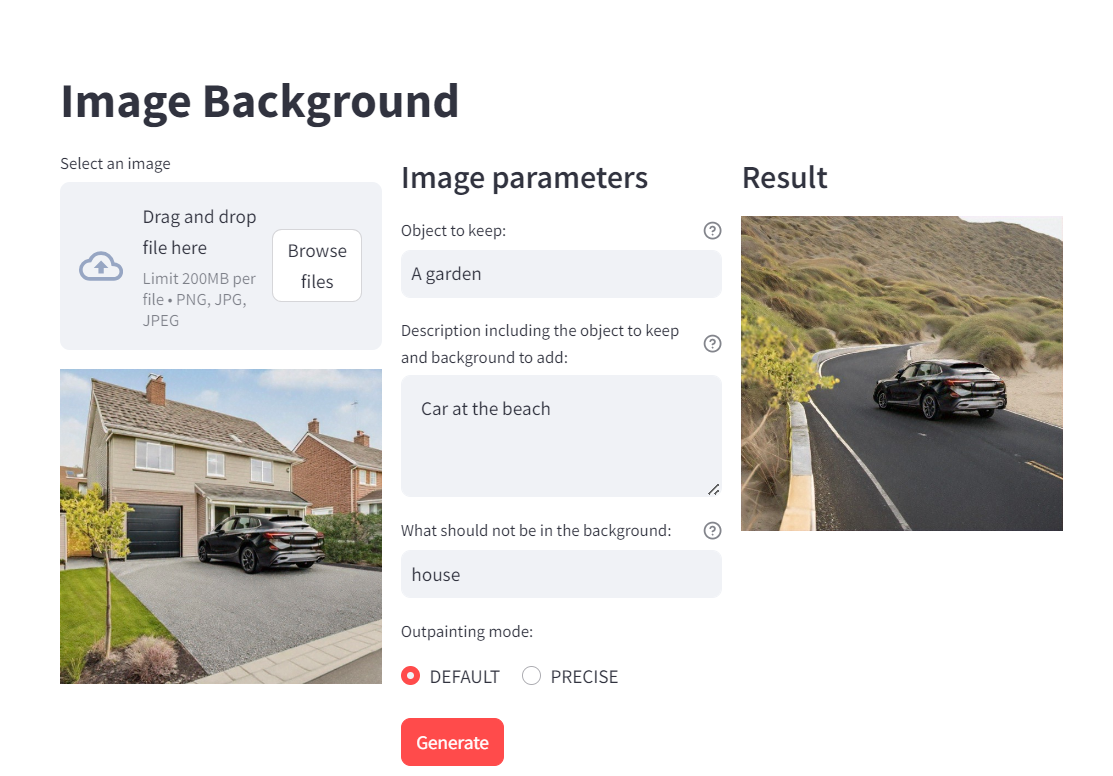 Image Background
Select an image
Drag and drop
file here
Limit 200MB per
file • PNG, JPG,
JPEG
Browse
files
Image parameters
Object to keep:
A garden
Description including the object to keep
and background to add:
Car at the beach
What should not be in the background:
house
Outpainting mode:
DEFAULT
PRECISE
Generate
Result